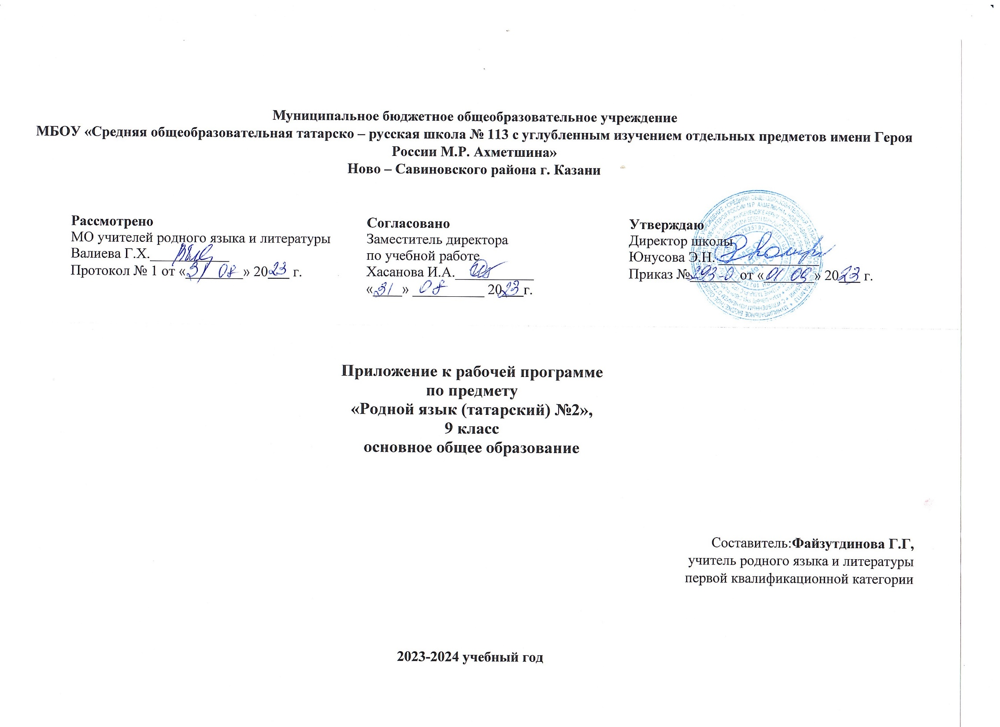 Муниципальное бюджетное общеобразовательное учреждение
МБОУ «Средняя общеобразовательная татарско – русская школа № 113 с углубленным изучением отдельных предметов имени Героя
России М.Р. Ахметшина»
Ново – Савиновского района г. Казани
Рассмотрено
МО учителей родного языка и литературы
Валиева Г.Х.
Протокол № 1 от «31 08» 2023 г.
Согласовано
Заместитель директора
по учебной работе
Хасанова И.А.
«31» 08 2023г.
Утверждаю
Директор школы
Юнусова Э.Н.
Приказ №293-О от «01 09» 2023 г.
Приложение к рабочей программе
по предмету
«Родной язык (татарский) №2»,
9 класс
основное общее образование
Составитель:Файзутдинова Г.Г,
учитель родного языка и литературы
первой квалификационной категории
2023-2024 учебный год